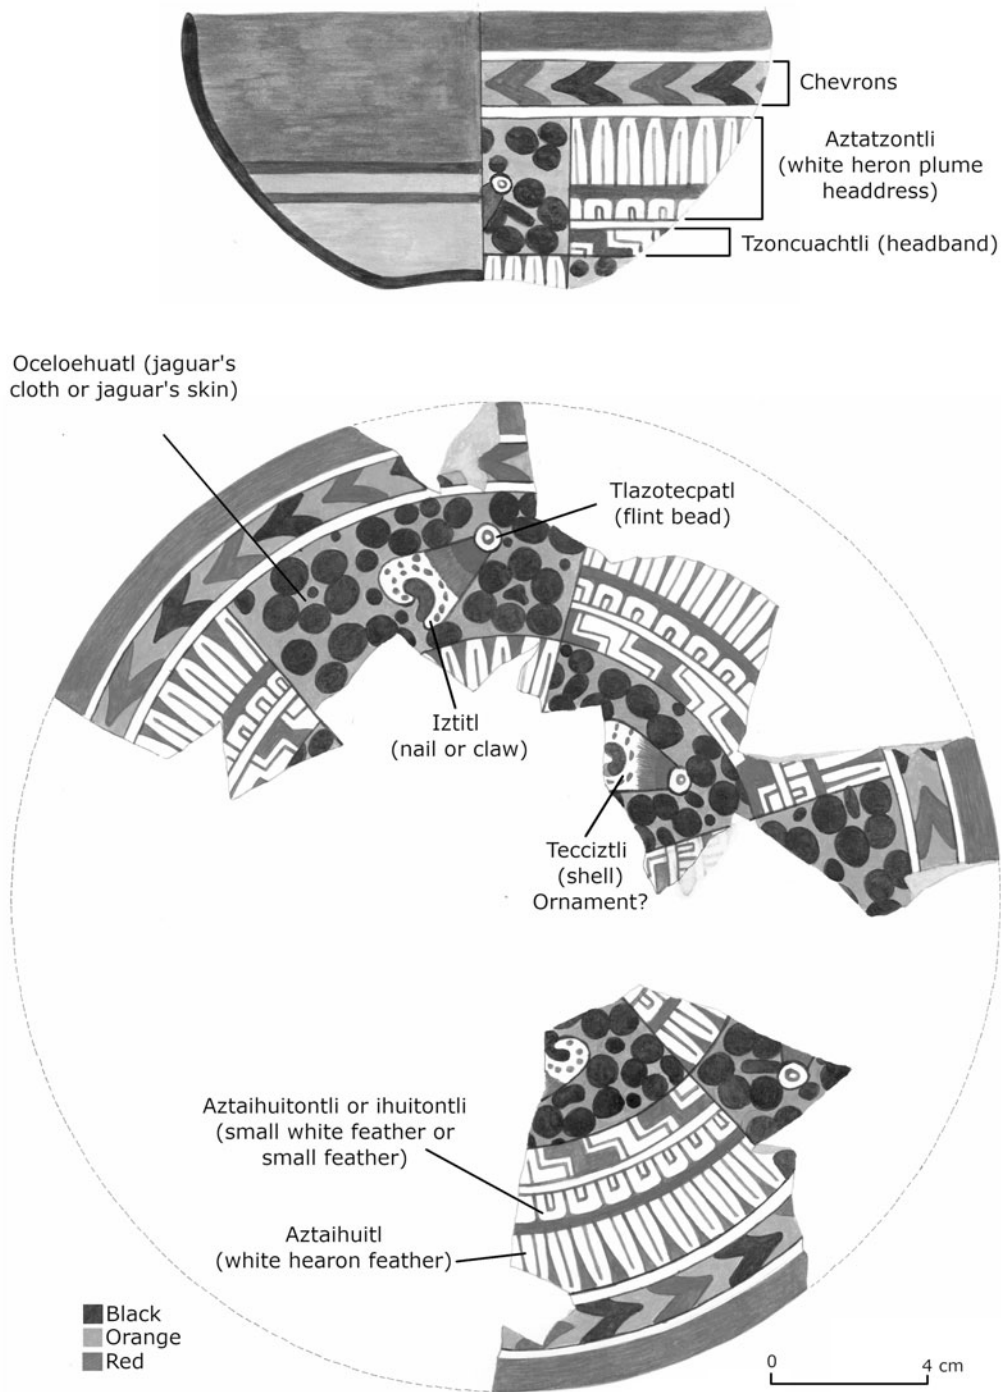 Chevrons
Aztatzontli
(white heron plume
headdress)
Tzoncuachtli (headband)
Oceloehuatl (jaguar's
cloth or jaguar's skin)
Tlazotecpatl
(flint bead)
Iztitl
(nail or claw)
Tecciztli
(shell)
Ornament?
Aztaihuitontli or ihuitontli
(small white feather or
small feather)
Aztaihuitl
(white hearon feather)
Black
Orange
Red
0 4 cm